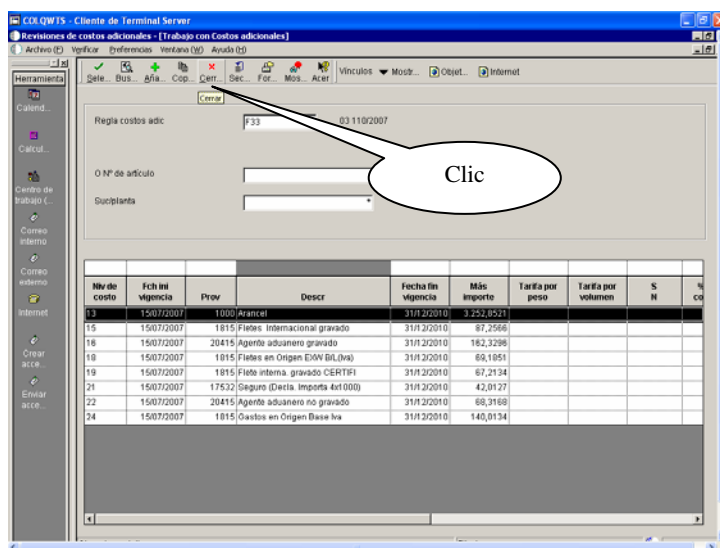 COLQWTS - Cliente de Terminal Server
Revisiones de costos adicionales - [Trabajo con Costos adicionales]
Archivo (F) Verificar Preferencias Ventana (W) Ayuda (H)
Herramienta
Sele... Bus... Aña... Cop... Cerr... Sec... For... Mos... Acer Vínculos Mostr... Objet... Internet
Cerrar
Calend...
Calcul...
Centro de trabajo (...
Correo interno
Correo externo
Internet
Crear acce...
Enviar acce...
Regla costos adic F33 03 110/2007
O Nº de artículo
Suc/planta *
Clic
Niv de costo Fch ini vigencia Prov Descr Fecha fin vigencia Más importe Tarifa por peso Tarifa por volumen S N % co
13 15/07/2007 1000 Arancel 31/12/2010 3.252,8521
15 15/07/2007 1815 Fletes Internacional gravado 31/12/2010 87,2566
16 15/07/2007 20415 Agente aduanero gravado 31/12/2010 162,3296
18 15/07/2007 1815 Fletes en Origen EXW B/L(Iva) 31/12/2010 69,1851
19 15/07/2007 1815 Flete interna. gravado CERTIFI 31/12/2010 67,2134
21 15/07/2007 17532 Seguro (Decla. Importa 4x1000) 31/12/2010 42,0127
22 15/07/2007 20415 Agente aduanero no gravado 31/12/2010 68,3168
24 15/07/2007 1815 Gastos en Origen Base Iva 31/12/2010 140,0134